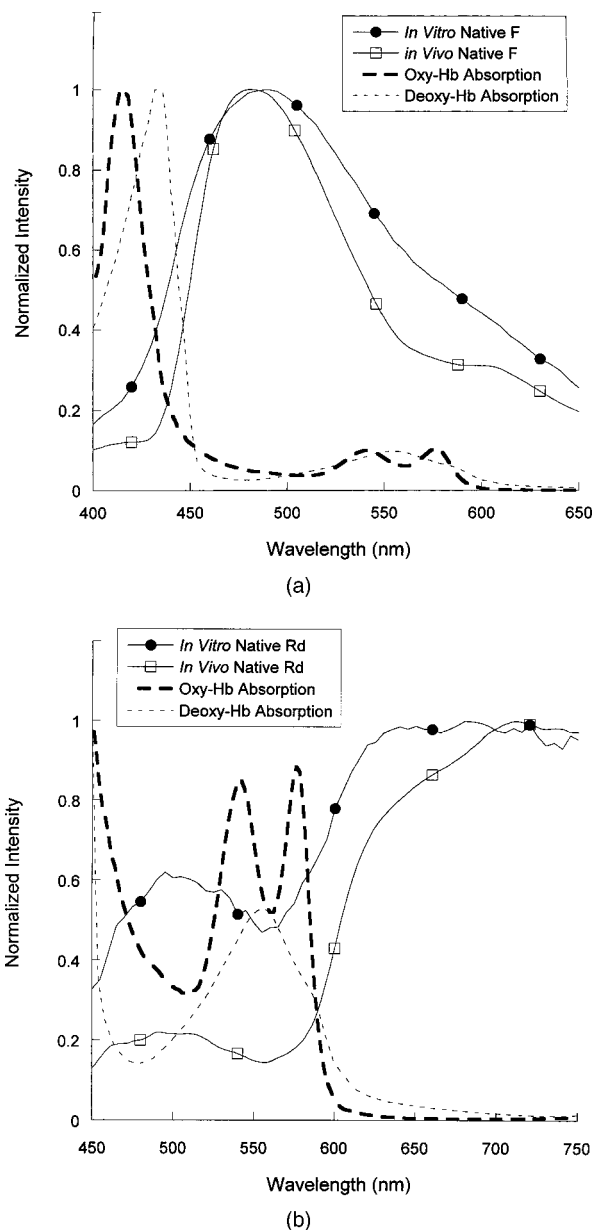 (a)
In Vitro Native F
in Vivo Native F
Oxy-Hb Absorption
Deoxy-Hb Absorption
1
0.8
0.6
0.4
0.2
0
Normalized Intensity
400 450 500 550 600 650
Wavelength (nm)
(a)
In Vitro Native Rd
In Vivo Native Rd
Oxy-Hb Absorption
Deoxy-Hb Absorption
1
0.8
0.6
0.4
0.2
0
Normalized Intensity
450 500 550 600 650 700 750
Wavelength (nm)
(b)